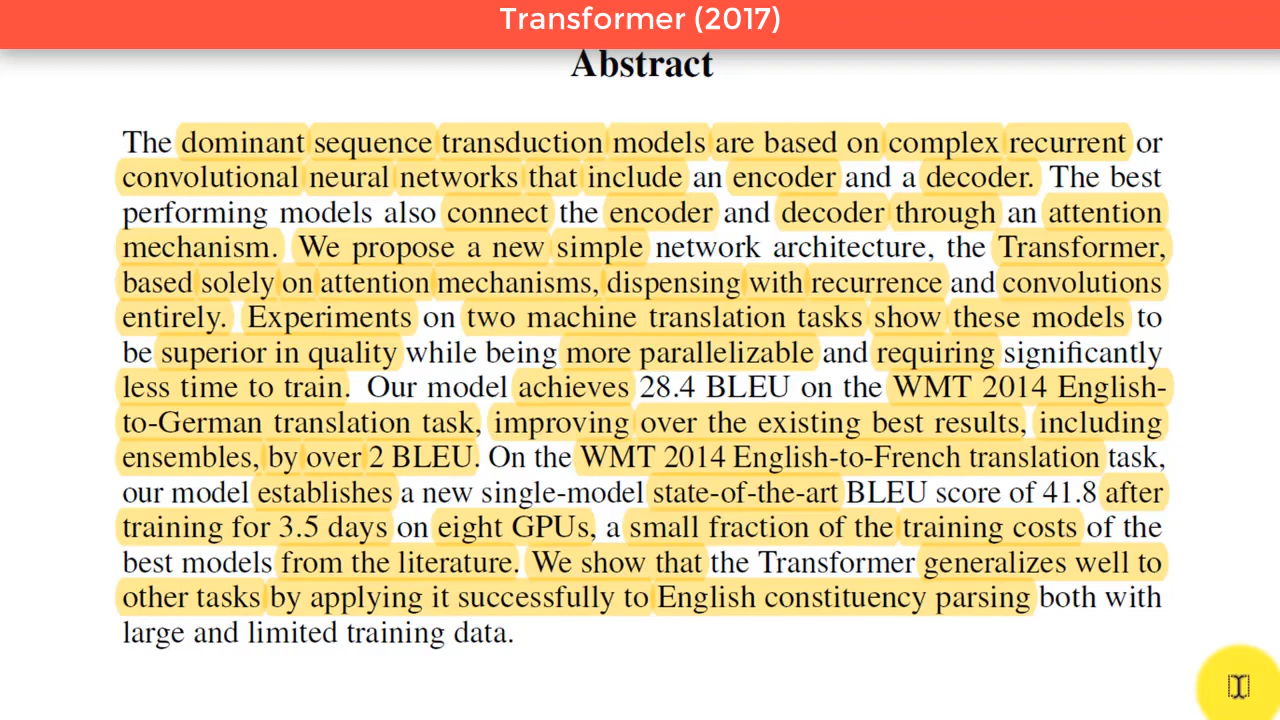 Transformer (2017)
Abstract
The dominant sequence transduction models are based on complex recurrent or
convolutional neural networks that include an encoder and a decoder. The best
performing models also connect the encoder and decoder through an attention
mechanism. We propose a new simple network architecture, the Transformer,
based solely on attention mechanisms, dispensing with recurrence and convolutions
entirely. Experiments on two machine translation tasks show these models to
be superior in quality while being more parallelizable and requiring significantly
less time to train. Our model achieves 28.4 BLEU on the WMT 2014 English-
to-German translation task, improving over the existing best results, including
ensembles, by over 2 BLEU. On the WMT 2014 English-to-French translation task,
our model establishes a new single-model state-of-the-art BLEU score of 41.8 after
training for 3.5 days on eight GPUs, a small fraction of the training costs of the
best models from the literature. We show that the Transformer generalizes well to
other tasks by applying it successfully to English constituency parsing both with
large and limited training data.